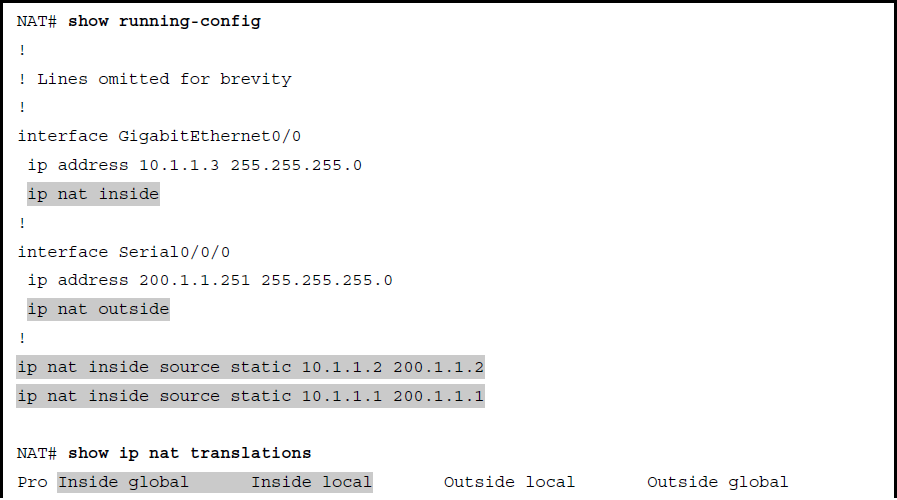 NAT# show running-config
!
! Lines omitted for brevity
!
interface GigabitEthernet0/0
 ip address 10.1.1.3 255.255.255.0
 ip nat inside
!
interface Serial0/0/0
 ip address 200.1.1.251 255.255.255.0
 ip nat outside
!
ip nat inside source static 10.1.1.2 200.1.1.2
ip nat inside source static 10.1.1.1 200.1.1.1
NAT# show ip nat translations
Pro Inside global      Inside local       Outside local       Outside global